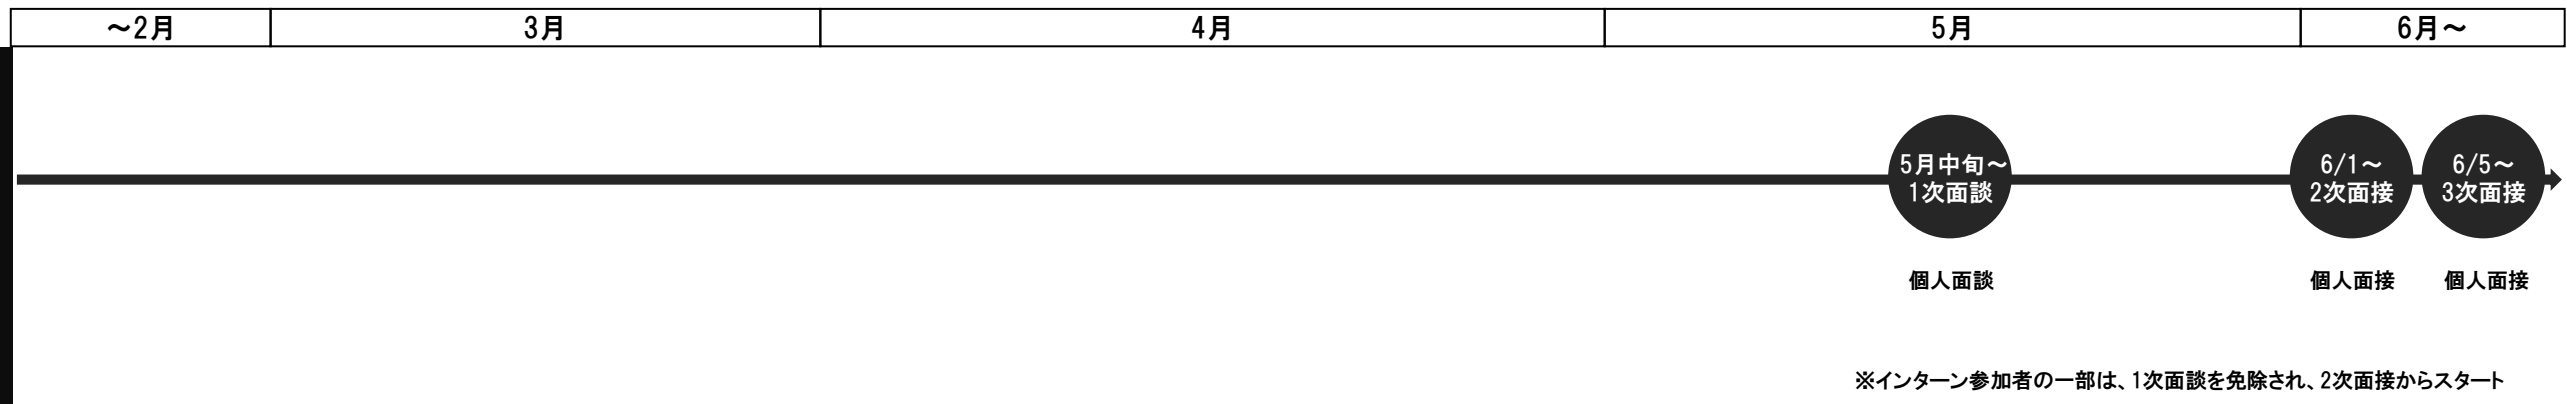 ～2月
3月
4月
5月
6月～
5月中旬～
1次面談
6/1～
2次面接
6/5～
3次面接
個人面談
個人面接
個人面接
※インターン参加者の一部は、1次面談を免除され、2次面接からスタート